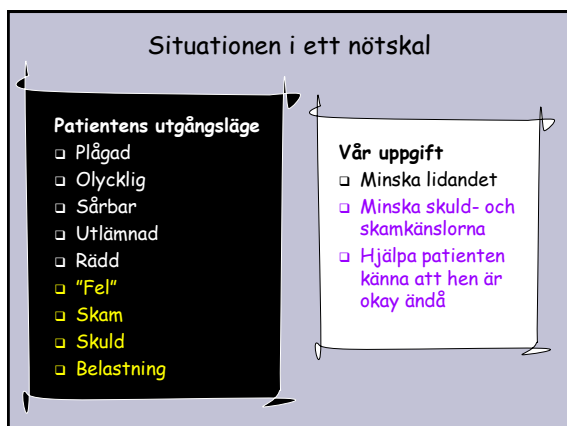 Situationen i ett nötskal
Patientens utgångsläge
Plågad
Olycklig
Sårbar
Utlämnad
Rädd
"Fel"
Skam
Skuld
Belastning
Vår uppgift
Minska lidandet
Minska skuld- och
skamkänslorna
Hjälpa patienten
känna att hen är
okay ändå